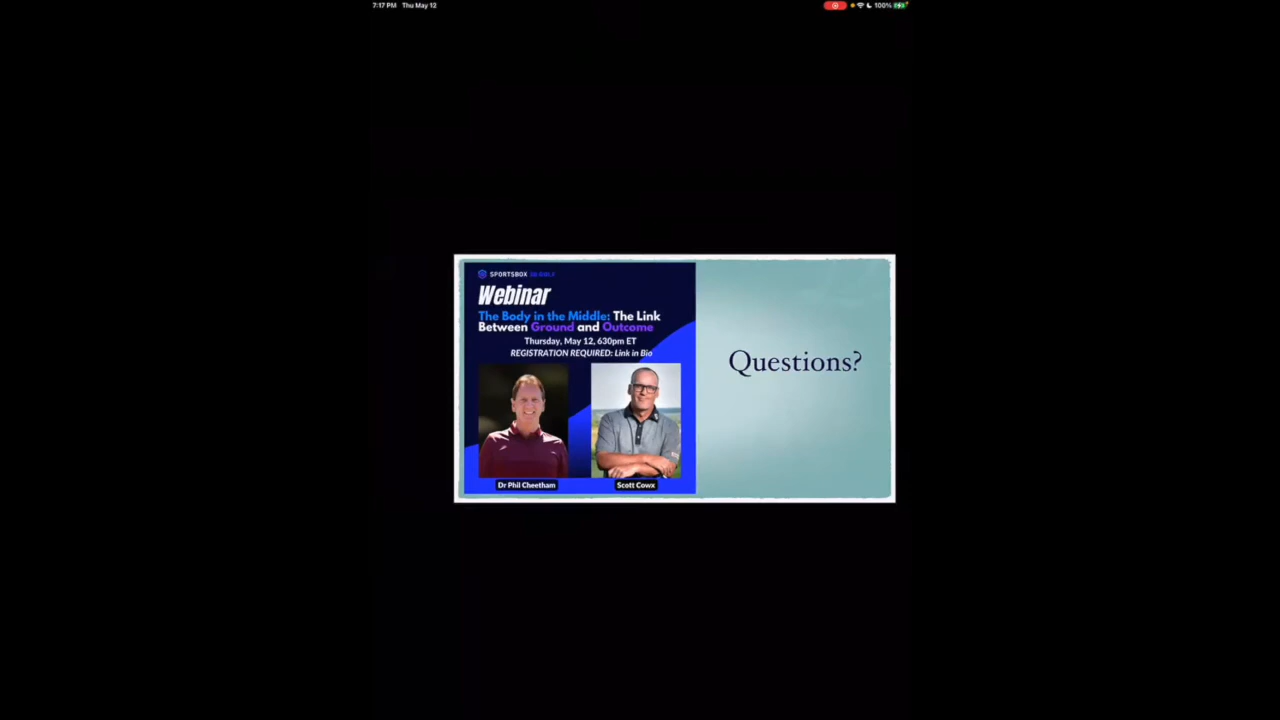 7:17 PM Thu May 12
100%
SPORTSBOX
Webinar
The Body in the Middle: The Link
Between Ground and Outcome
Thursday, May 12, 630pm ET
REGISTRATION REQUIRED: Link in Bio
Dr Phil Cheetham
Scott Cowx
Questions?